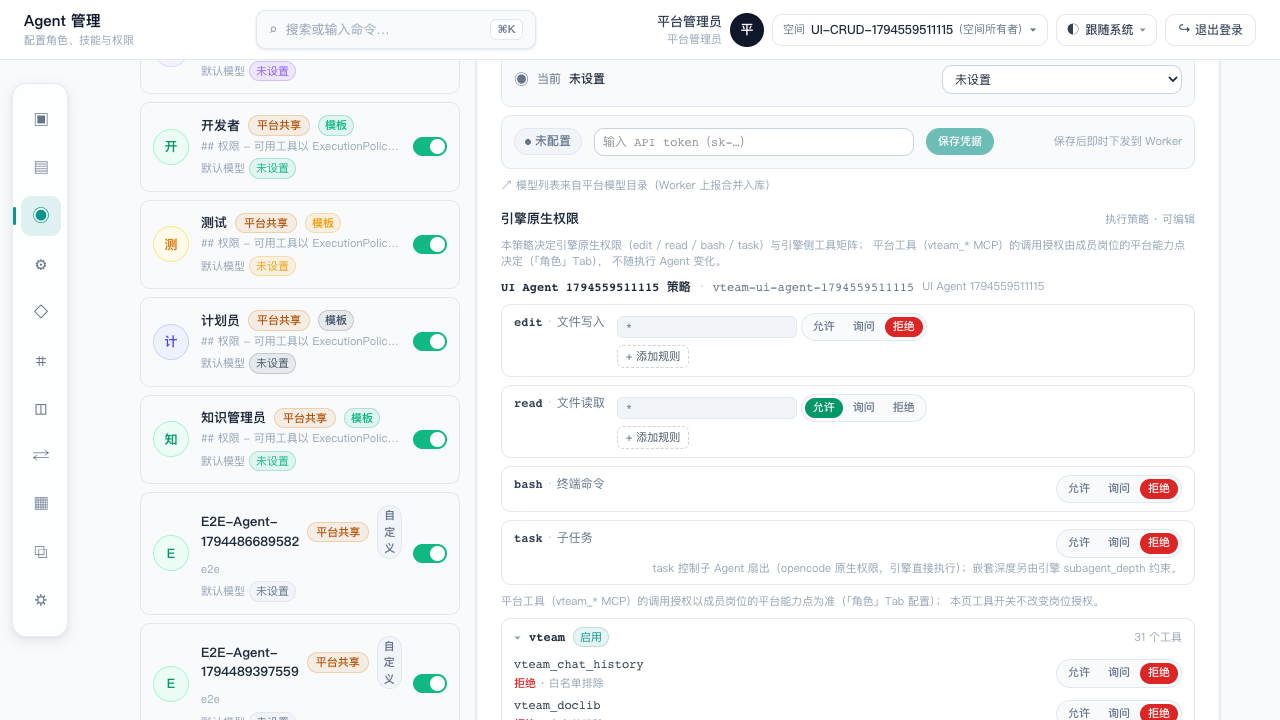 Agent 管理
配置角色、技能与权限
搜索或输入命令… ⌘K
平台管理员
平台管理员
平
空间 UI-CRUD-1794559511115 (空间所有者)
跟随系统
退出登录
默认模型 未设置
开
开发者 平台共享 模板
## 权限 – 可用工具以 ExecutionPolic…
默认模型 未设置
测
测试 平台共享 模板
## 权限 – 可用工具以 ExecutionPolic…
默认模型 未设置
计
计划员 平台共享 模板
## 权限 – 可用工具以 ExecutionPolic…
默认模型 未设置
知
知识管理员 平台共享 模板
## 权限 – 可用工具以 ExecutionPolic…
默认模型 未设置
E
E2E-Agent-1794486689582 平台共享 自定义
e2e
默认模型 未设置
E
E2E-Agent-1794489397559 平台共享 自定义
e2e
默认模型 未设置
当前 未设置 未设置
未配置 输入 API token（sk-…） 保存凭据 保存后即时下发到 Worker
↗ 模型列表来自平台模型目录（Worker 上报合并入库）
引擎原生权限 执行策略 · 可编辑
本策略决定引擎原生权限（edit / read / bash / task）与引擎侧工具矩阵； 平台工具（vteam_* MCP）的调用授权由成员岗位的平台能力点
决定（「角色」Tab）， 不随执行 Agent 变化。
UI Agent 1794559511115 策略 · vteam-ui-agent-1794559511115 UI Agent 1794559511115
edit · 文件写入 * 允许 询问 拒绝
+ 添加规则
read · 文件读取 * 允许 询问 拒绝
+ 添加规则
bash · 终端命令 允许 询问 拒绝
task · 子任务 允许 询问 拒绝
task 控制子 Agent 扇出（opencode 原生权限，引擎直接执行）；嵌套深度另由引擎 subagent_depth 约束。
平台工具（vteam_* MCP）的调用授权以成员岗位的平台能力点为准（「角色」Tab 配置）； 本页工具开关不改变岗位授权。
vteam 启用 31 个工具
vteam_chat_history 允许 询问 拒绝
拒绝 · 白名单排除
vteam_doclib 允许 询问 拒绝
拒绝 · 白名单排除